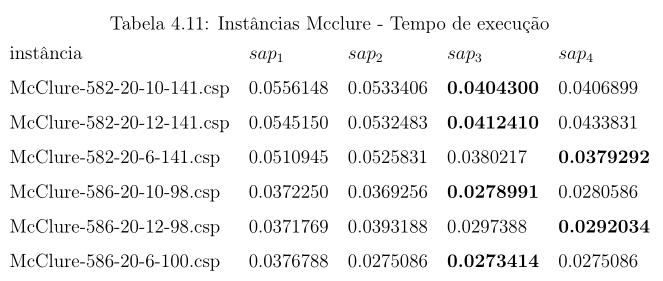 Tabela 4.11: Instâncias Mcclure - Tempo de execução
instância sap1 sap2 sap3 sap4
McClure-582-20-10-141.csp 0.0556148 0.0533406 0.0404300 0.0406899
McClure-582-20-12-141.csp 0.0545150 0.0532483 0.0412410 0.0433831
McClure-582-20-6-141.csp 0.0510945 0.0525831 0.0380217 0.0379292
McClure-586-20-10-98.csp 0.0372250 0.0369256 0.0278991 0.0280586
McClure-586-20-12-98.csp 0.0371769 0.0393188 0.0297388 0.0292034
McClure-586-20-6-100.csp 0.0376788 0.0275086 0.0273414 0.0275086